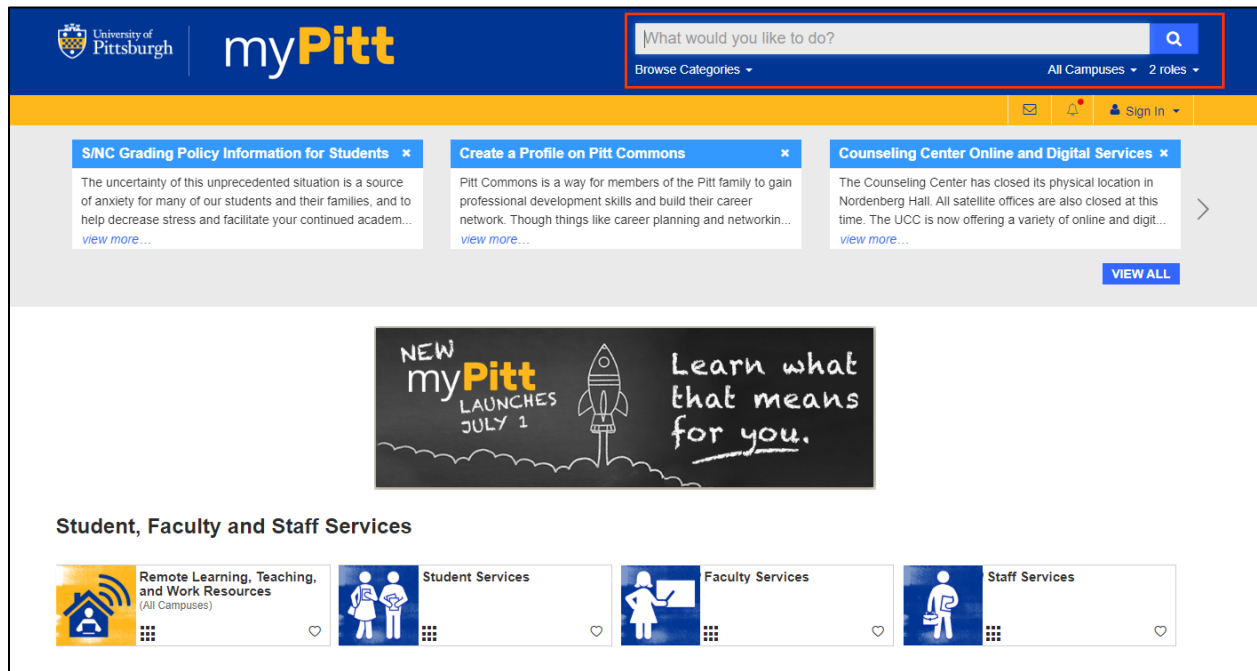 University of
Pittsburgh
myPitt
What would you like to do?
Browse Categories
All Campuses
2 roles
Sign In
S/NC Grading Policy Information for Students ×
The uncertainty of this unprecedented situation is a source
of anxiety for many of our students and their families, and to
help decrease stress and facilitate your continued academ...
view more...
Create a Profile on Pitt Commons ×
Pitt Commons is a way for members of the Pitt family to gain
professional development skills and build their career
network. Though things like career planning and networkin...
view more...
Counseling Center Online and Digital Services ×
The Counseling Center has closed its physical location in
Nordenberg Hall. All satellite offices are also closed at this
time. The UCC is now offering a variety of online and digit...
view more...
VIEW ALL
NEW
myPitt
LAUNCHES
JULY 1
Learn what
that means
for you.
Student, Faculty and Staff Services
Remote Learning, Teaching,
and Work Resources
(All Campuses)
Student Services
Faculty Services
Staff Services